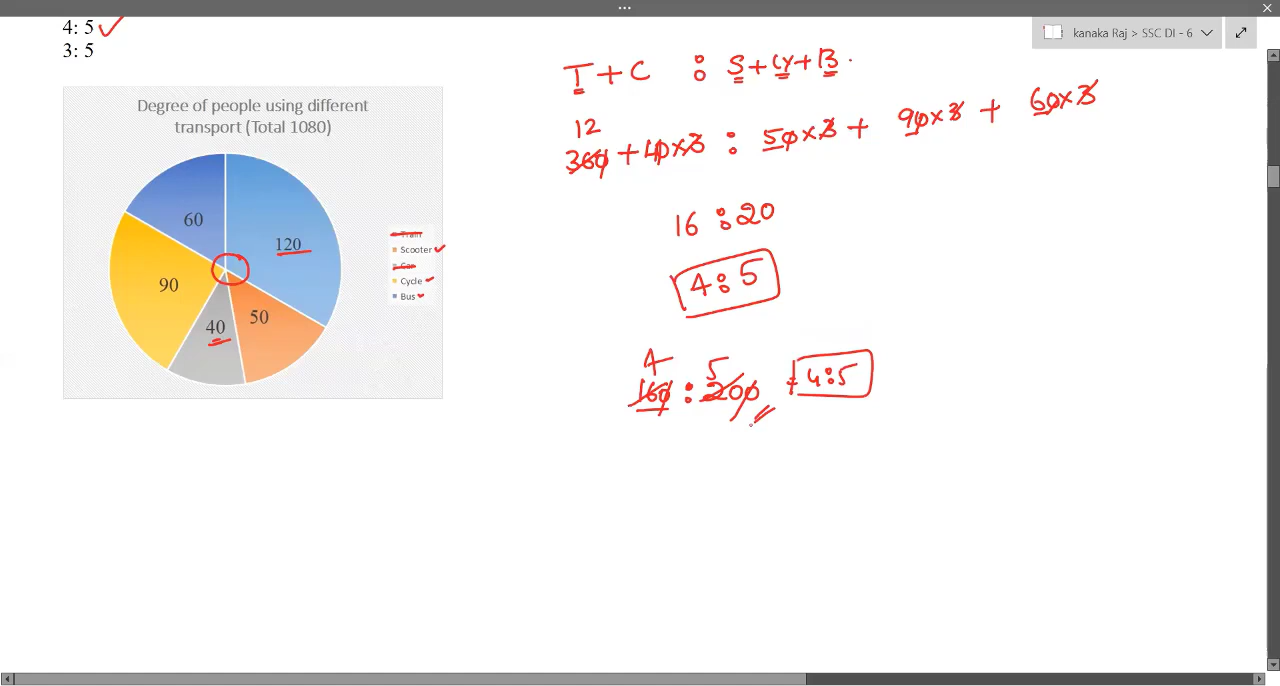 4: 5 ✓
3: 5
kanaka Raj > SSC DI - 6
Degree of people using different
transport (Total 1080)
60
120
90
40
50
Train
Scooter
Car
Cycle
Bus
T + C : S + Cy + B
12
360 + 40×3 : 50×3 + 90×3 + 60×3
16 : 20
4 : 5
4 5
160 : 200 4:5